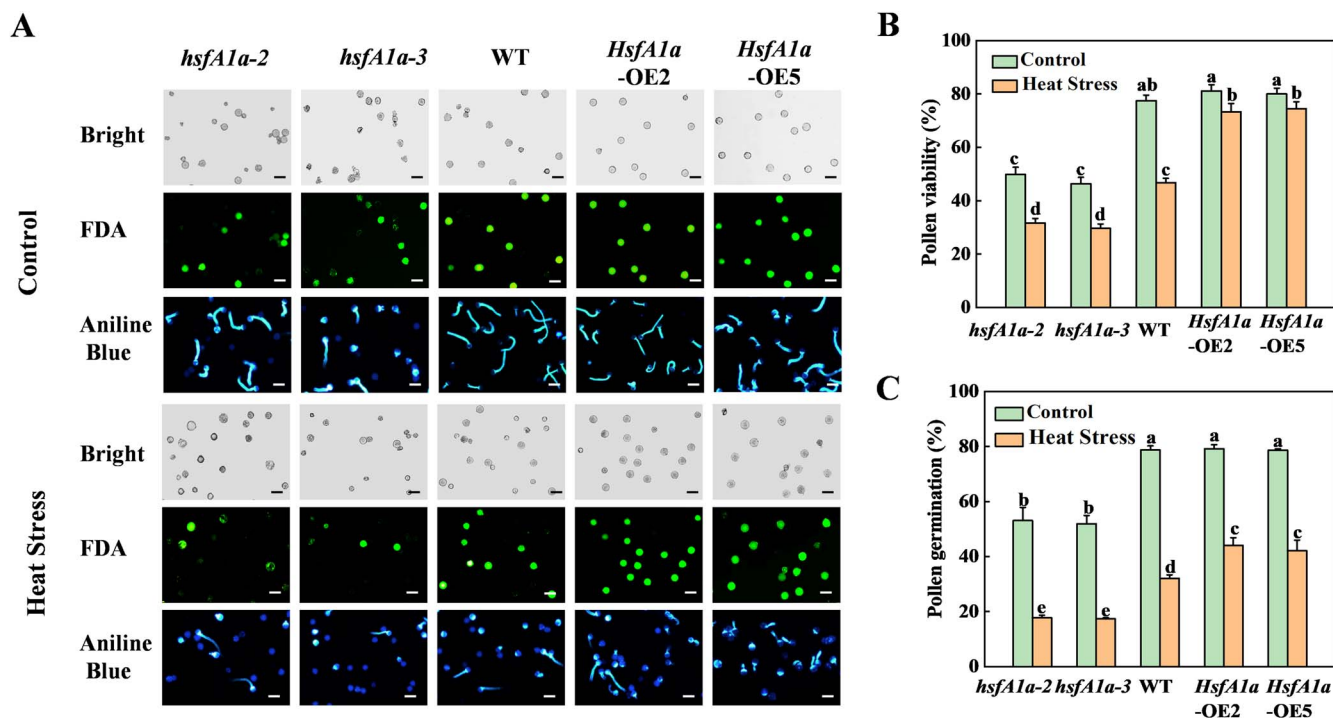 A
hsfA1a-2 hsfA1a-3 WT HsfA1a HsfA1a
-OE2 -OE5
Control
Bright
FDA
Aniline
Blue
Heat Stress
Bright
FDA
Aniline
Blue
B
Pollen viability (%)
100
80
60
40
20
0
Control
Heat Stress
c d c d ab c a b a b
hsfA1a-2 hsfA1a-3 WT HsfA1a HsfA1a
-OE2 -OE5
C
Pollen germination (%)
100
80
60
40
20
0
Control
Heat Stress
b e b e a d a c a c
hsfA1a-2 hsfA1a-3 WT HsfA1a HsfA1a
-OE2 -OE5